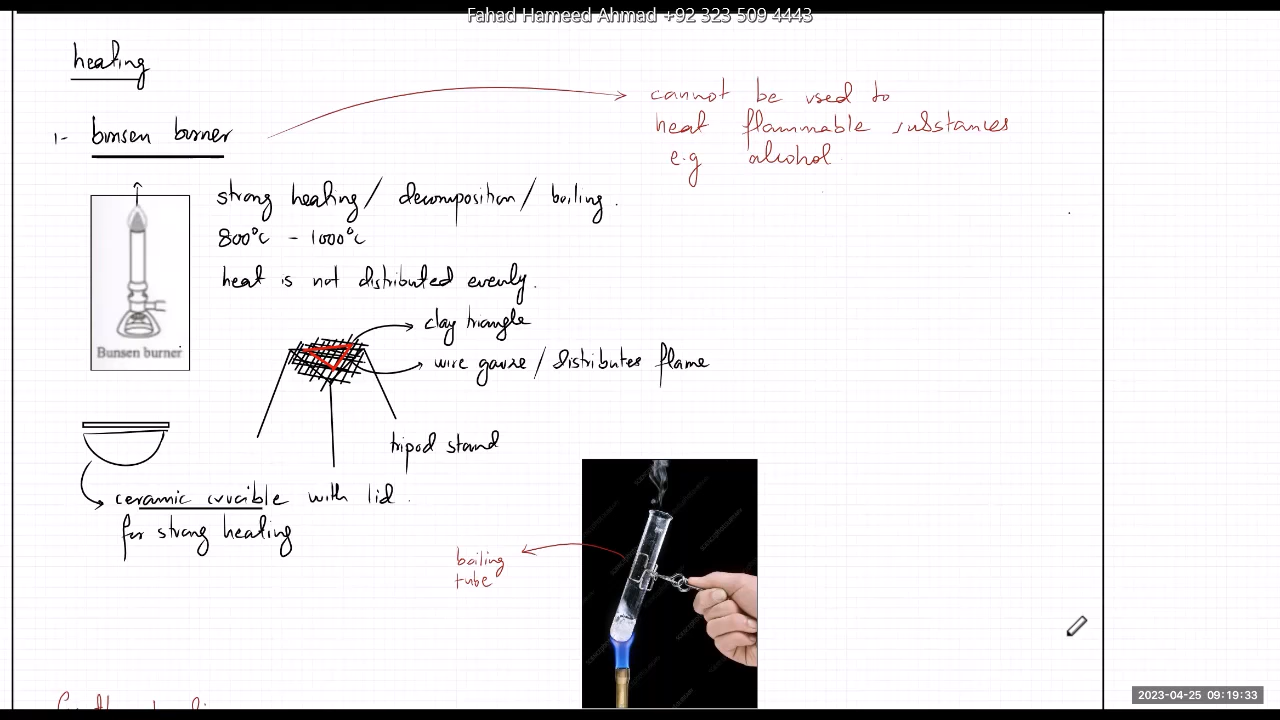 Fahad Hameed Ahmad +92 323 509 4443
heating
1- bunsen burner
cannot be used to
heat flammable substances
e.g alcohol
strong heating / decomposition / boiling.
800°C - 1000°C
heat is not distributed evenly.
Bunsen burner
clay triangle
wire gauze / distributes flame
tripod stand
ceramic crucible with lid.
for strong heating
boiling
tube
2023-04-25 09:19:33